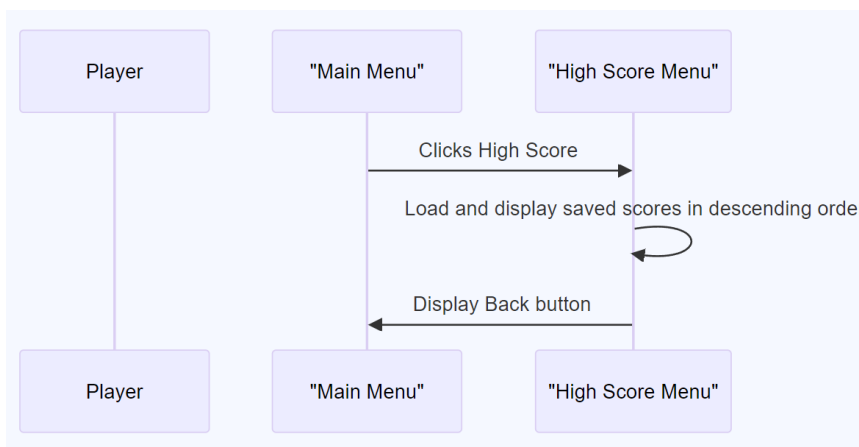 Player
"Main Menu"
"High Score Menu"
Clicks High Score
Load and display saved scores in descending orde
Display Back button
Player
"Main Menu"
"High Score Menu"